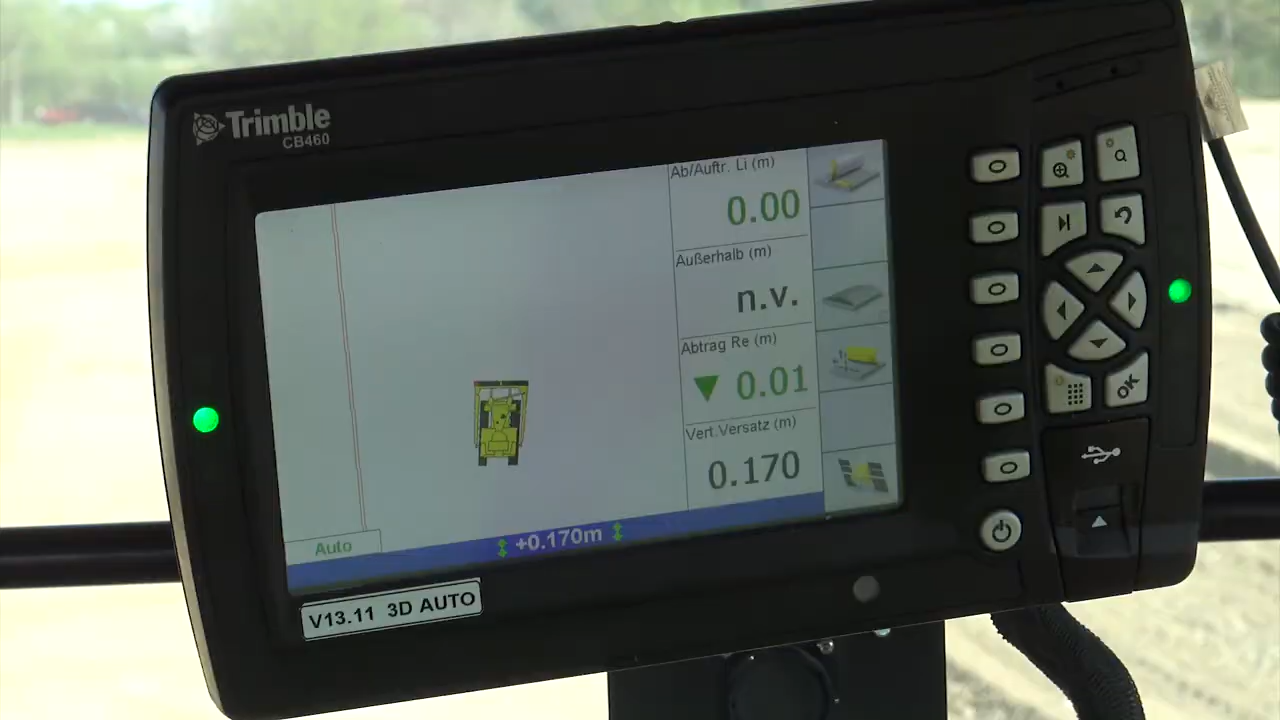 Trimble
CB460
Ab/Auftr. Li (m)
0.00
Außerhalb (m)
n.v.
Abtrag Re (m)
0.01
Vert.Versatz (m)
0.170
Auto
+0.170m
V13.11 3D AUTO
OK